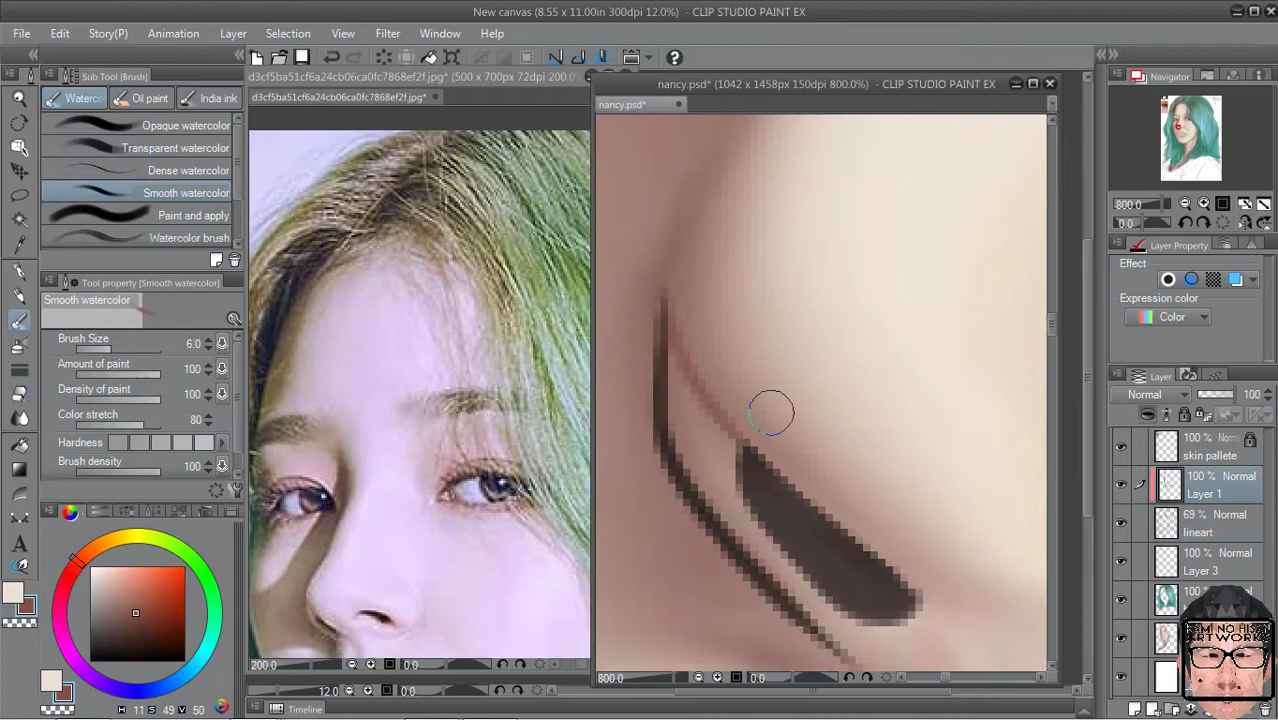 New canvas (8.55 x 11.00in 300dpi 12.0%) - CLIP STUDIO PAINT EX
File Edit Story(P) Animation Layer Selection View Filter Window Help
Sub Tool [Brush]
Waterco Oil paint India ink
Opaque watercolor
Transparent watercolor
Dense watercolor
Smooth watercolor
Paint and apply
Watercolor brush
Tool property [Smooth watercolor]
Smooth watercolor
Brush Size 6.0
Amount of paint 100
Density of paint 100
Color stretch 80
Hardness
Brush density 100
H 11 S 49 V 50
d3cf5ba51cf6a24cb06ca0fc7868ef2f.jpg* (500 x 700px 72dpi 200.0
d3cf5ba51cf6a24cb06ca0fc7868ef2f.jpg*
200.0 0.0
12.0 0.0
Timeline
nancy.psd* (1042 x 1458px 150dpi 800.0%) - CLIP STUDIO PAINT EX
nancy.psd*
800.0 0.0
Navigator
800.0
0.0
Layer Property
Effect
Expression color
Color
Layer
Normal 100
100 % Normal
skin pallete
100 % Normal
Layer 1
69 % Normal
lineart
100 % Normal
Layer 3
100 % Normal
ART WORKS